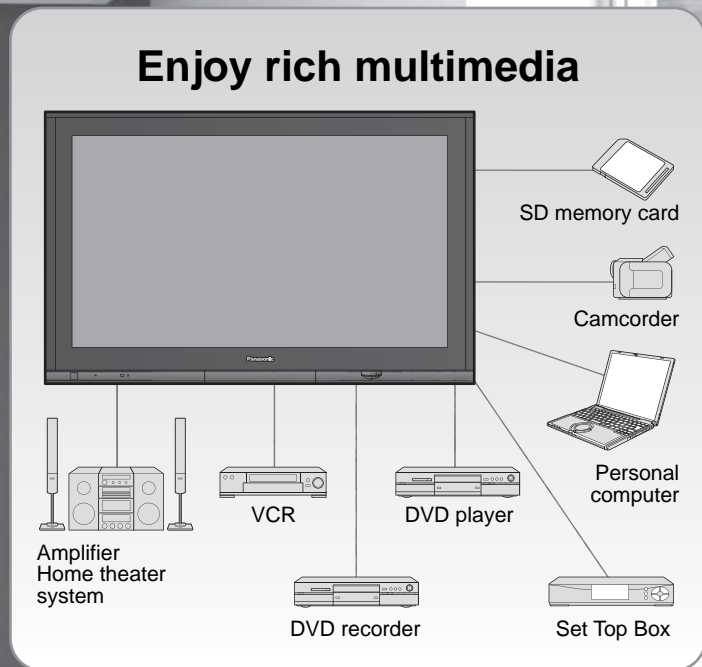 Enjoy rich multimedia
Panasonic
SD memory card
Camcorder
Personal
computer
VCR
DVD player
Amplifier
Home theater
system
DVD recorder
Set Top Box